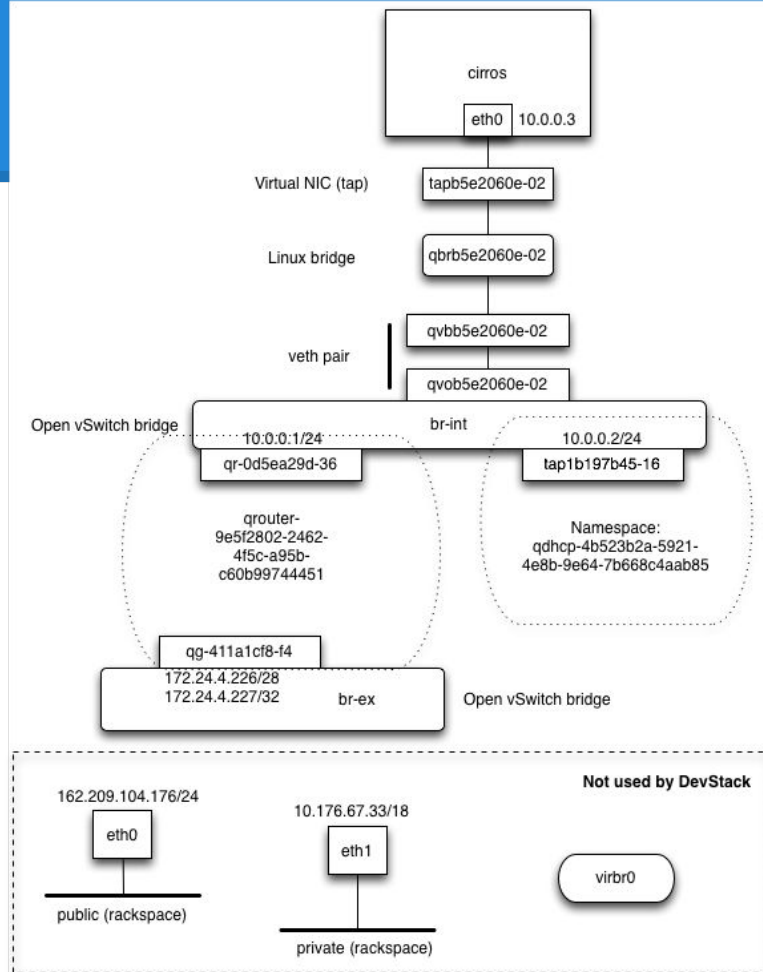 cirros
eth0 10.0.0.3
Virtual NIC (tap)
tapb5e2060e-02
Linux bridge
qbrb5e2060e-02
qvbb5e2060e-02
veth pair
qvob5e2060e-02
Open vSwitch bridge
br-int
10.0.0.1/24
10.0.0.2/24
qr-0d5ea29d-36
tap1b197b45-16
qrouter-
9e5f2802-2462-
4f5c-a95b-
c60b99744451
Namespace:
qdhcp-4b523b2a-5921-
4e8b-9e64-7b668c4aab85
qg-411a1cf8-f4
172.24.4.226/28
172.24.4.227/32
br-ex
Open vSwitch bridge
Not used by DevStack
162.209.104.176/24
eth0
public (rackspace)
10.176.67.33/18
eth1
private (rackspace)
virbr0